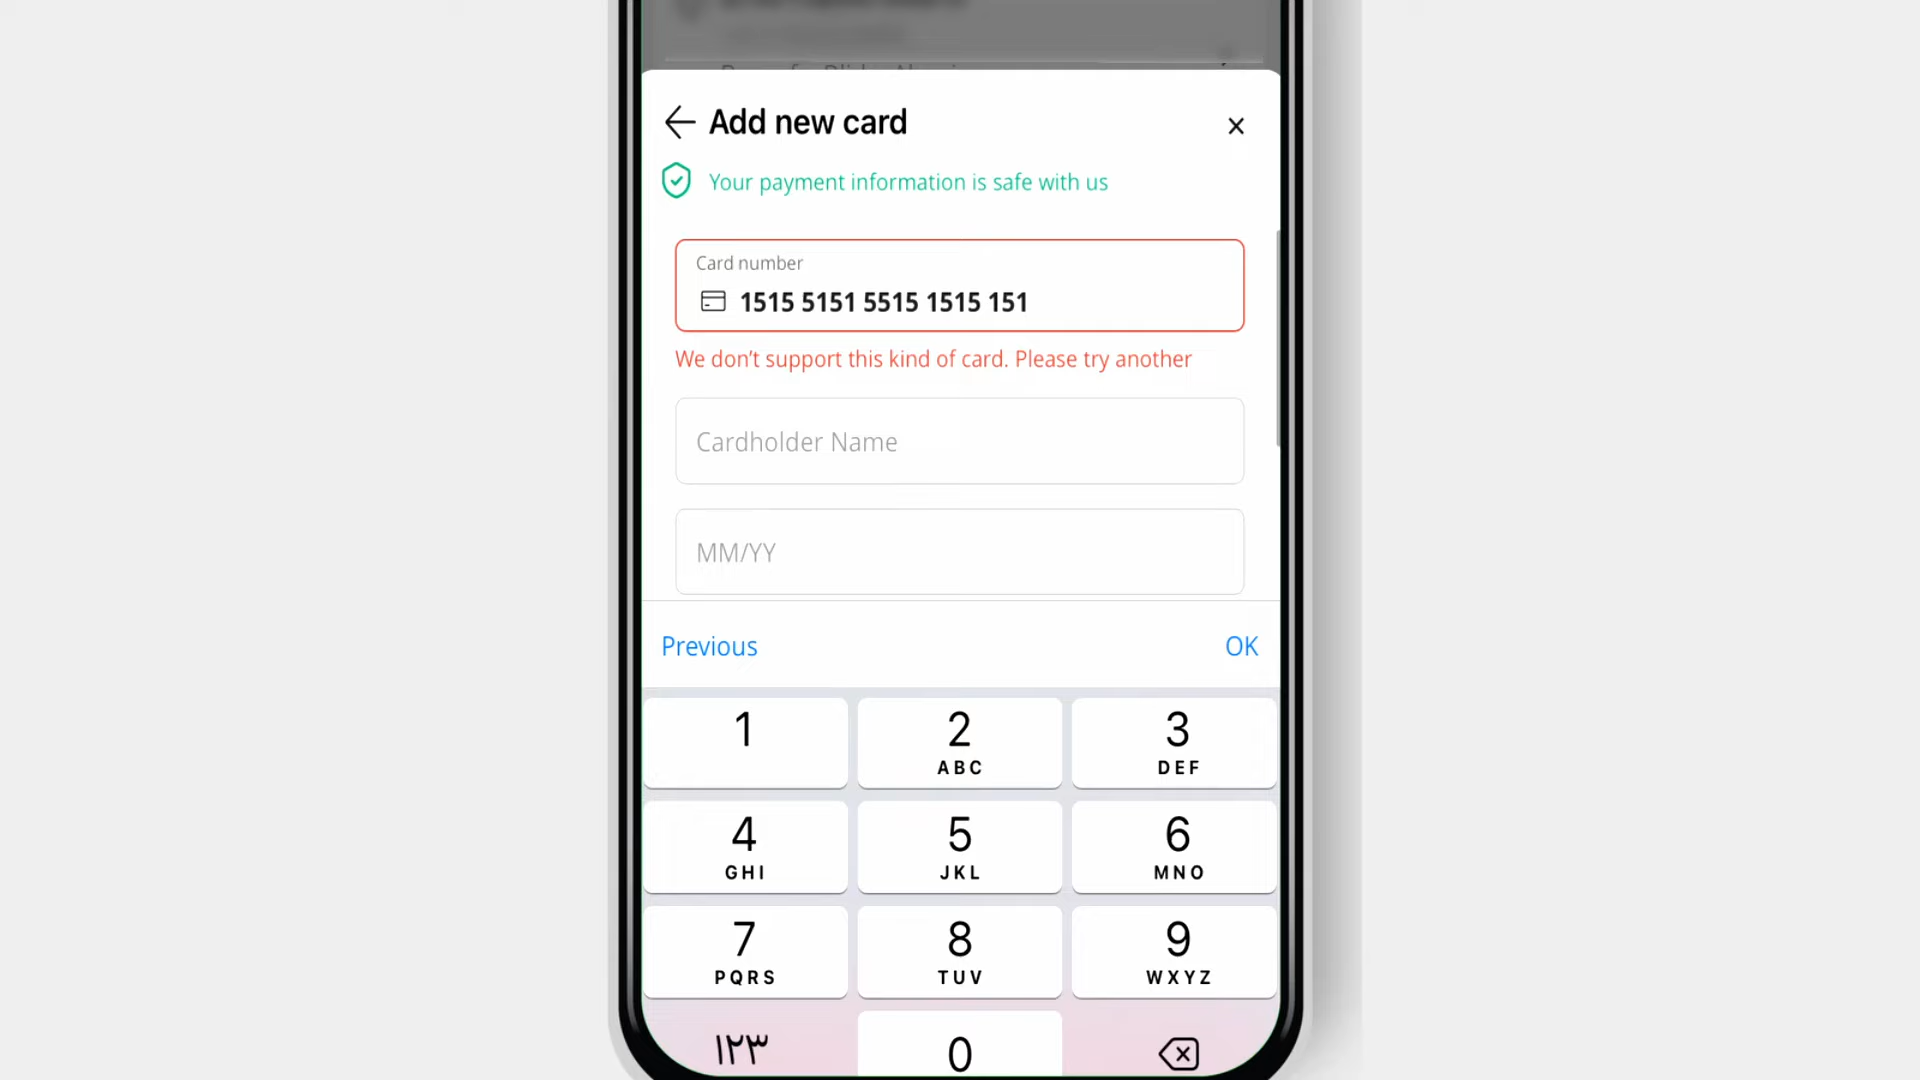 Add new card
Your payment information is safe with us
Card number
1515 5151 5515 1515 151
We don't support this kind of card. Please try another
Cardholder Name
MM/YY
Previous
OK
1
2
ABC
3
DEF
4
GHI
5
JKL
6
MNO
7
PQRS
8
TUV
9
WXYZ
١٢٣
0